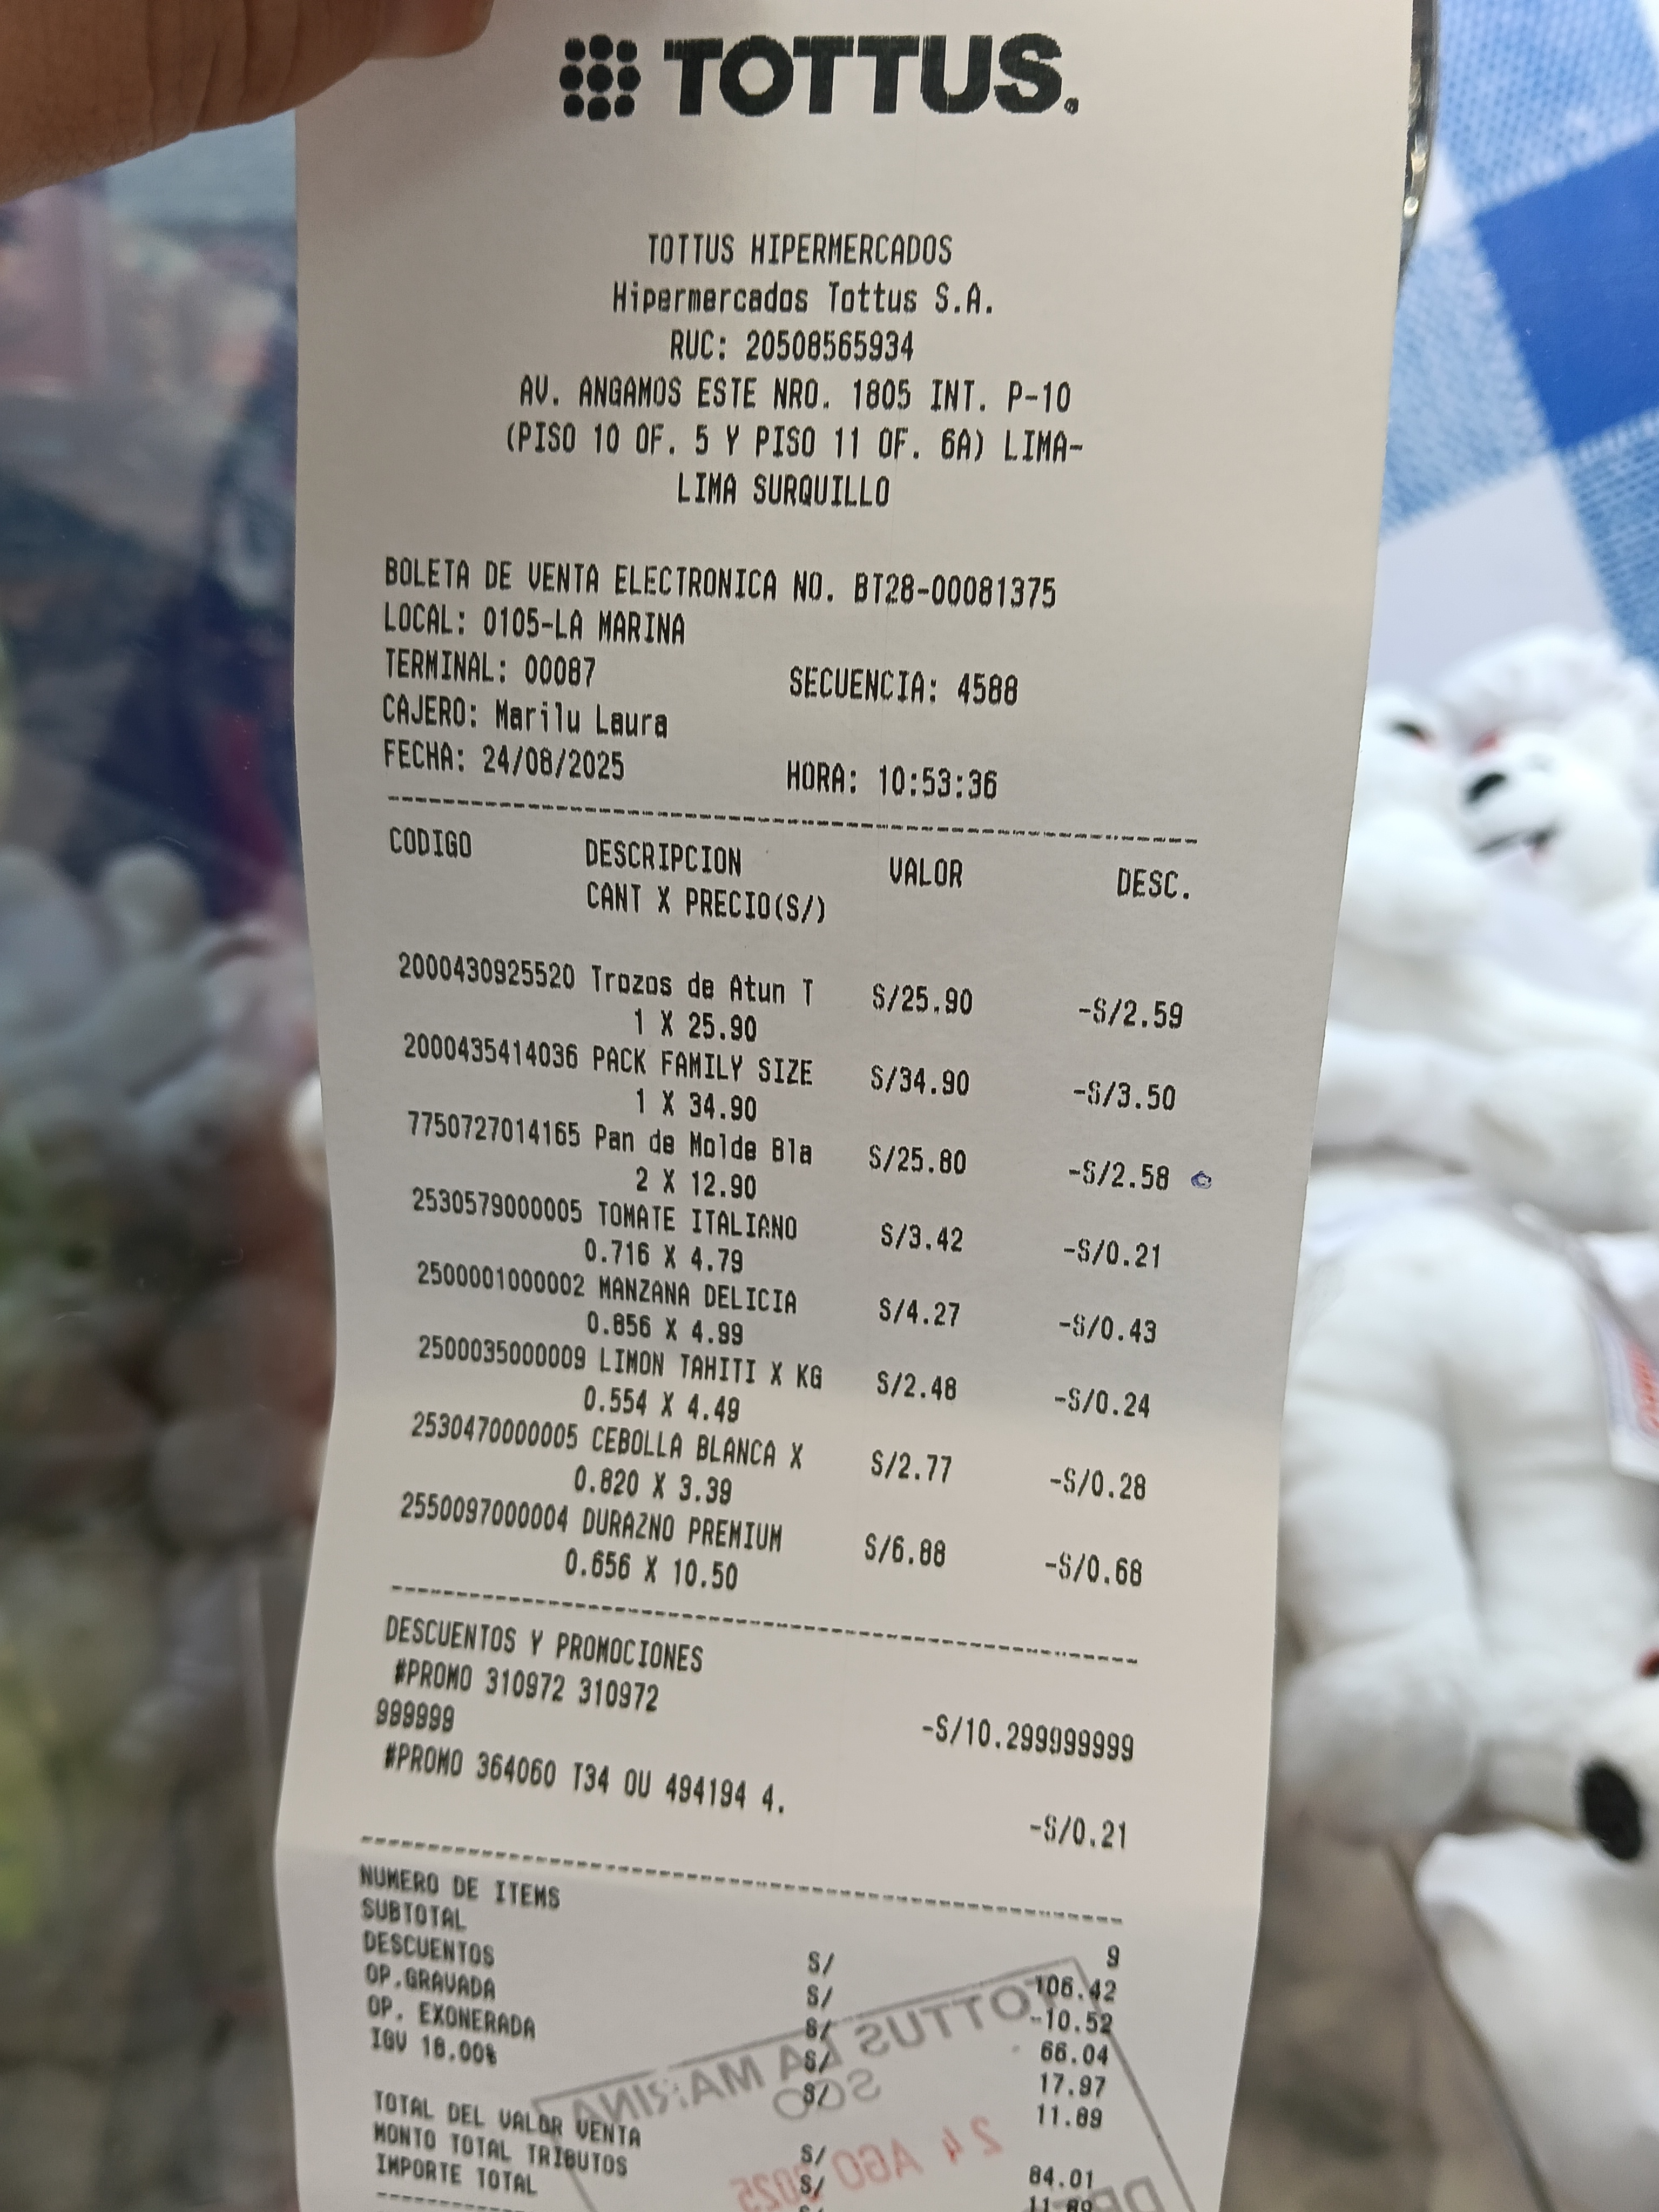 TOTTUS.
TOTTUS HIPERMERCADOS
Hipermercados Tottus S.A.
RUC: 20508565934
AV. ANGAMOS ESTE NRO. 1805 INT. P-10
(PISO 10 OF. 5 Y PISO 11 OF. 6A) LIMA-
LIMA SURQUILLO
BOLETA DE VENTA ELECTRONICA NO. BT28-00081375
LOCAL: 0105-LA MARINA
TERMINAL: 00087 SECUENCIA: 4588
CAJERO: Marilu Laura
FECHA: 24/08/2025 HORA: 10:53:36
CODIGO DESCRIPCION VALOR DESC.
CANT X PRECIO(S/)
2000430925520 Trozos de Atun T S/25.90 -S/2.59
1 X 25.90
2000435414036 PACK FAMILY SIZE S/34.90 -S/3.50
1 X 34.90
7750727014165 Pan de Molde Bla S/25.80 -S/2.58
2 X 12.90
2530579000005 TOMATE ITALIANO S/3.42 -S/0.21
0.716 X 4.79
2500001000002 MANZANA DELICIA S/4.27 -S/0.43
0.856 X 4.99
2500035000009 LIMON TAHITI X KG S/2.48 -S/0.24
0.554 X 4.49
2530470000005 CEBOLLA BLANCA X S/2.77 -S/0.28
0.820 X 3.39
2550097000004 DURAZNO PREMIUM S/6.88 -S/0.68
0.656 X 10.50
DESCUENTOS Y PROMOCIONES
#PROMO 310972 310972 -S/10.299999999
999999
#PROMO 364060 T34 OU 494194 4. -S/0.21
NUMERO DE ITEMS 9
SUBTOTAL S/ 106.42
DESCUENTOS S/ -10.52
OP.GRAVADA S/ 66.04
OP. EXONERADA S/ 17.97
IGV 18.00% S/ 11.89
TOTAL DEL VALOR VENTA S/ 84.01
MONTO TOTAL TRIBUTOS S/ 11.89
IMPORTE TOTAL
TOTTUS LA MARINA
SCO
24 AGO 2025